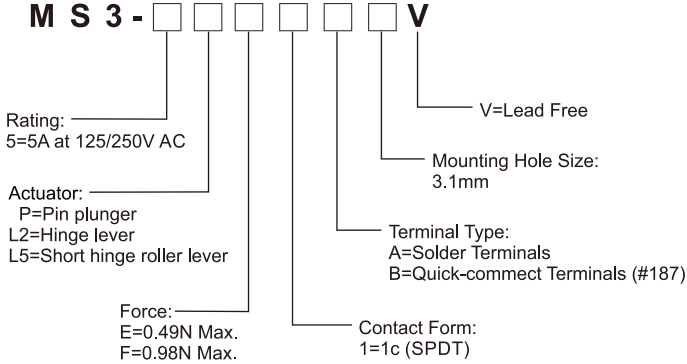 MS3-□□□□□□V
Rating:
5=5A at 125/250V AC
V=Lead Free
Mounting Hole Size:
3.1mm
Actuator:
P=Pin plunger
L2=Hinge lever
L5=Short hinge roller lever
Terminal Type:
A=Solder Terminals
B=Quick-commect Terminals (#187)
Force:
E=0.49N Max.
F=0.98N Max.
Contact Form:
1=1c (SPDT)